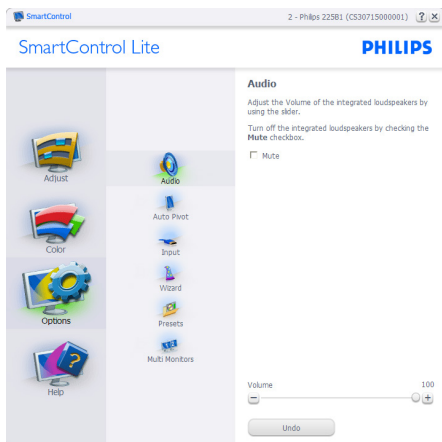 SmartControl
2 - Philips 225B1 (CS30715000001)
?
SmartControl Lite
PHILIPS
Adjust
Color
Options
Help
Audio
Auto Pivot
Input
Wizard
Presets
Multi Monitors
Audio
Adjust the Volume of the integrated loudspeakers by
using the slider.
Turn off the integrated loudspeakers by checking the
Mute checkbox.
Mute
Volume
100
Undo